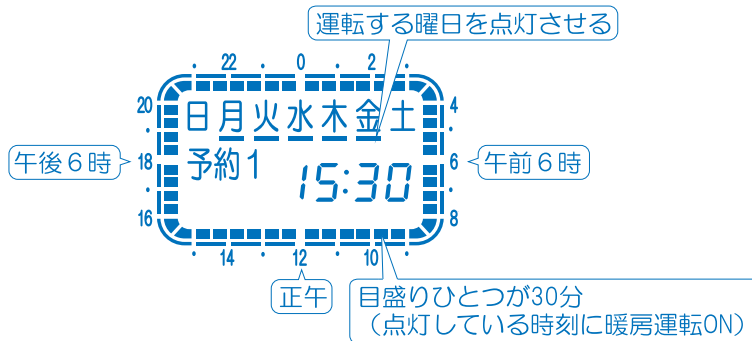 運転する曜日を点灯させる
22 0 2
20 4
日月火水木金土
午後6時 18 予約1 6 午前6時
15:30
16 8
14 12 10
正午
目盛りひとつが30分
(点灯している時刻に暖房運転ON)